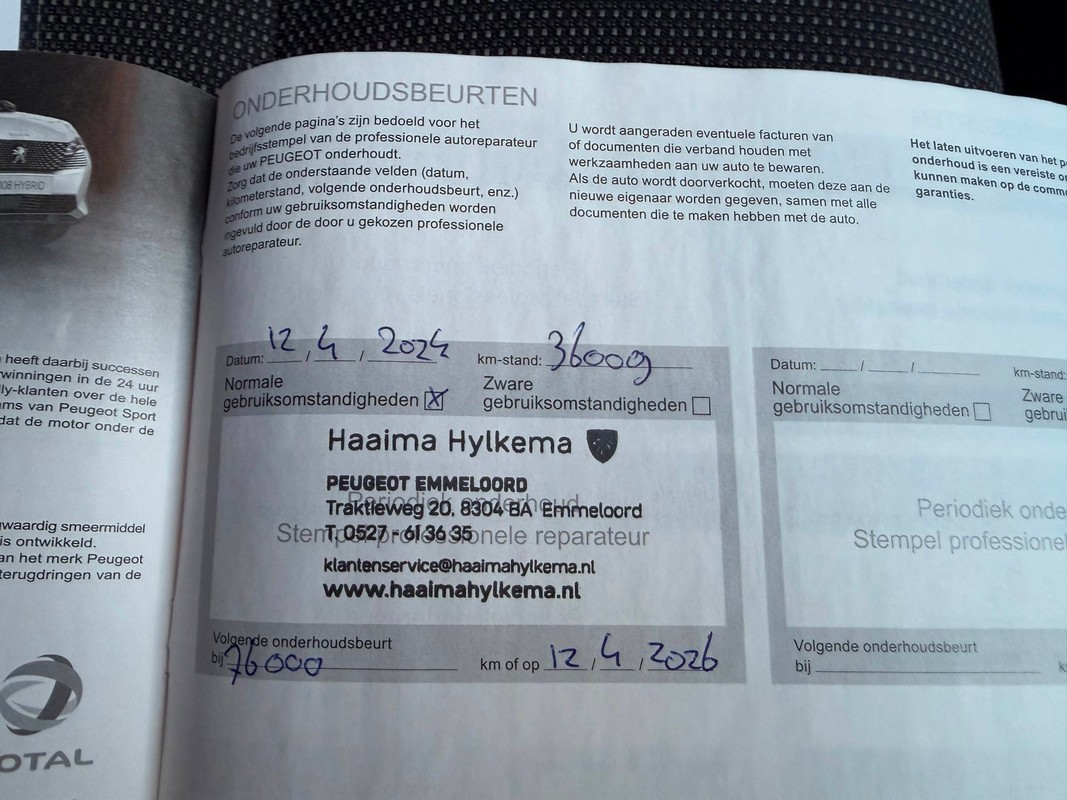 08 HYBRID
heeft daarbij successen
winningen in de 24 uur
lly-klanten over de hele
ams van Peugeot Sport
dat de motor onder de
waardig smeermiddel
is ontwikkeld.
an het merk Peugeot
terugdringen van de
OTAL
ONDERHOUDSBEURTEN
De volgende pagina's zijn bedoeld voor het
bedrijfsstempel van de professionele autoreparateur
die uw PEUGEOT onderhoudt.
Zorg dat de onderstaande velden (datum,
kilometerstand, volgende onderhoudsbeurt, enz.)
conform uw gebruiksomstandigheden worden
ingevuld door de door u gekozen professionele
autoreparateur.
U wordt aangeraden eventuele facturen van
of documenten die verband houden met
werkzaamheden aan uw auto te bewaren.
Als de auto wordt doorverkocht, moeten deze aan de
nieuwe eigenaar worden gegeven, samen met alle
documenten die te maken hebben met de auto.
Het laten uitvoeren van het p
onderhoud is een vereiste o
kunnen maken op de comm
garanties.
Datum: 12 / 4 / 2024 km-stand: 36009
Normale
gebruiksomstandigheden
Zware
gebruiksomstandigheden
Haaima Hylkema
PEUGEOT EMMELOORD
Periodiek onderhoud
Traktieweg 20, 8304 BA Emmeloord
T. 0527 - 61 36 35
Stempel professionele reparateur
klantenservice@haaimahylkema.nl
www.haaimahylkema.nl
Volgende onderhoudsbeurt
bij 76000 km of op 12 / 4 / 2026
Datum: / / km-stand:
Normale
gebruiksomstandigheden
Zware
gebrui
Periodiek onde
Stempel professionel
Volgende onderhoudsbeurt
bij k